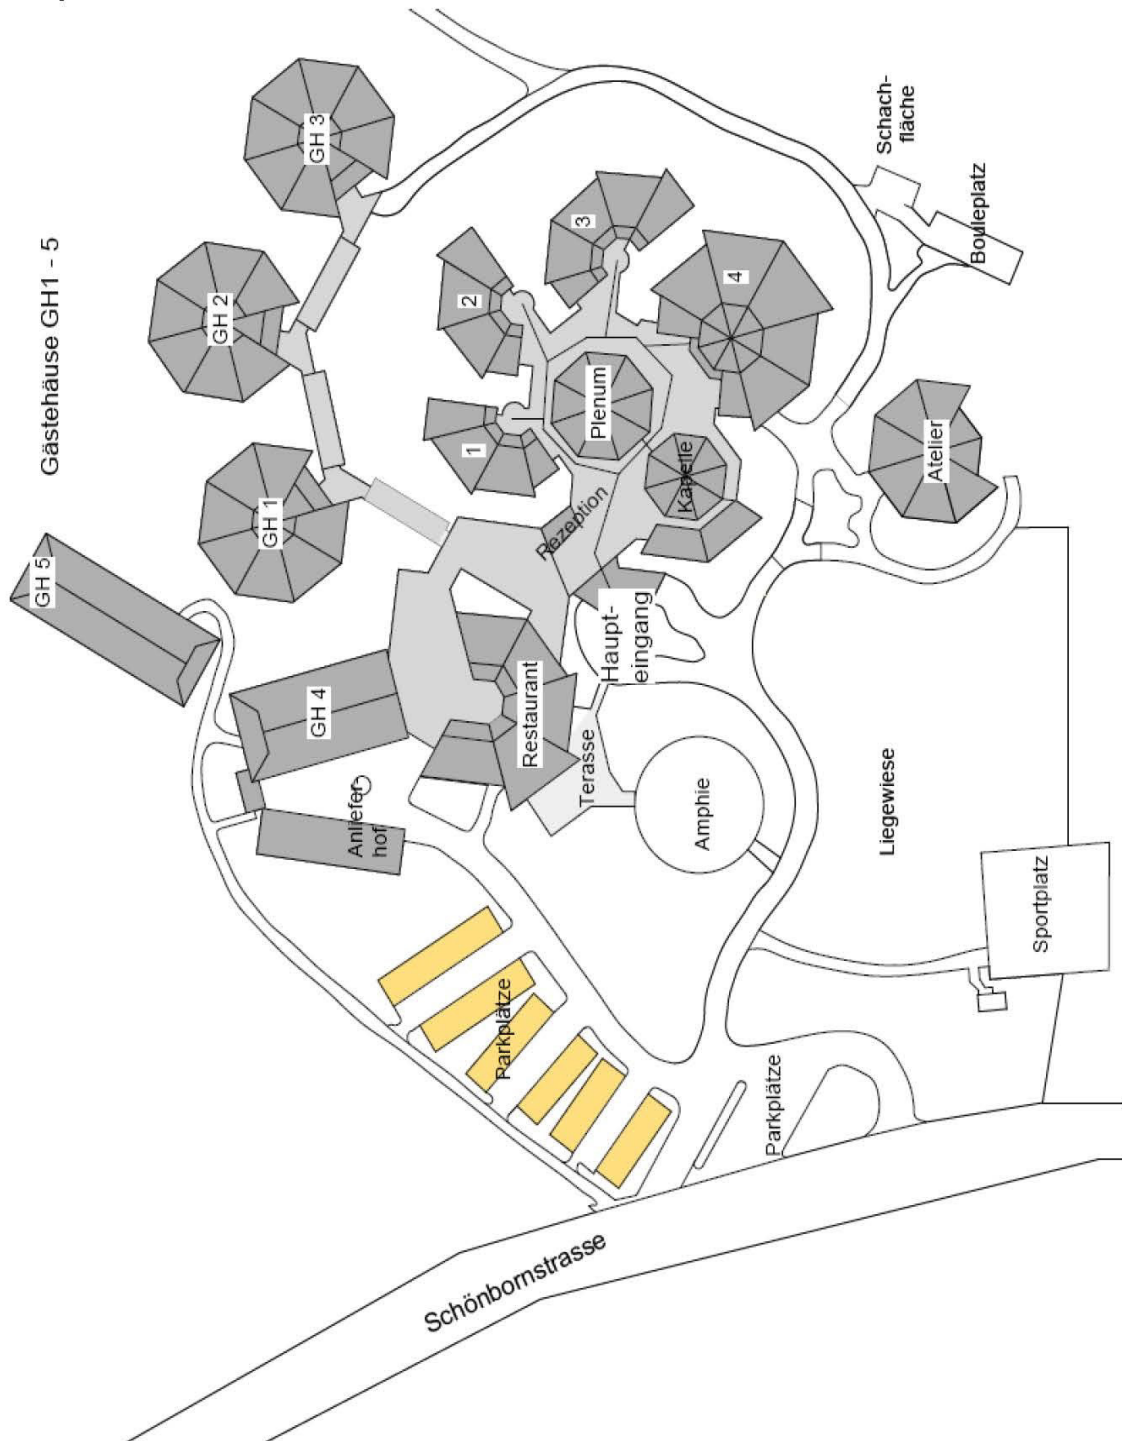 Gästehäuse GH1 - 5
GH 5
GH 1
GH 2
GH 3
GH 4
1
2
3
4
Plenum
Kapelle
Rezeption
Haupt-
eingang
Restaurant
Terasse
Amphie
Anliefer-
hof
Schach-
fläche
Bouleplatz
Atelier
Liegewiese
Sportplatz
Parkplätze
Parkplätze
Schönbornstrasse